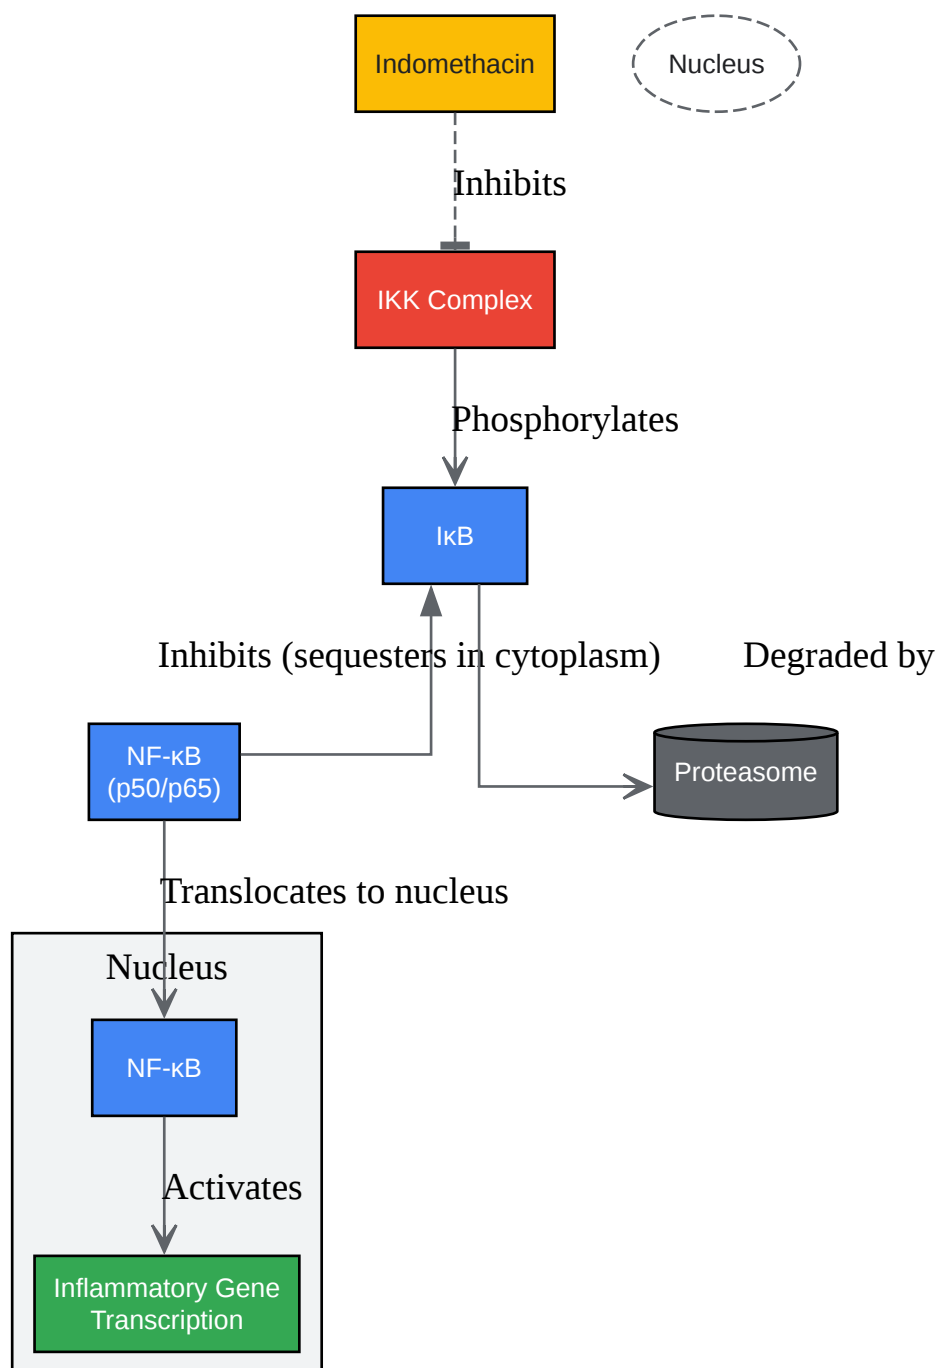 Indomethacin
Nucleus
Inhibits
IKK Complex
Phosphorylates
IκB
Inhibits (sequesters in cytoplasm)
Degraded by
NF-κB
(p50/p65)
Proteasome
Translocates to nucleus
Nucleus
NF-κB
Activates
Inflammatory Gene
Transcription